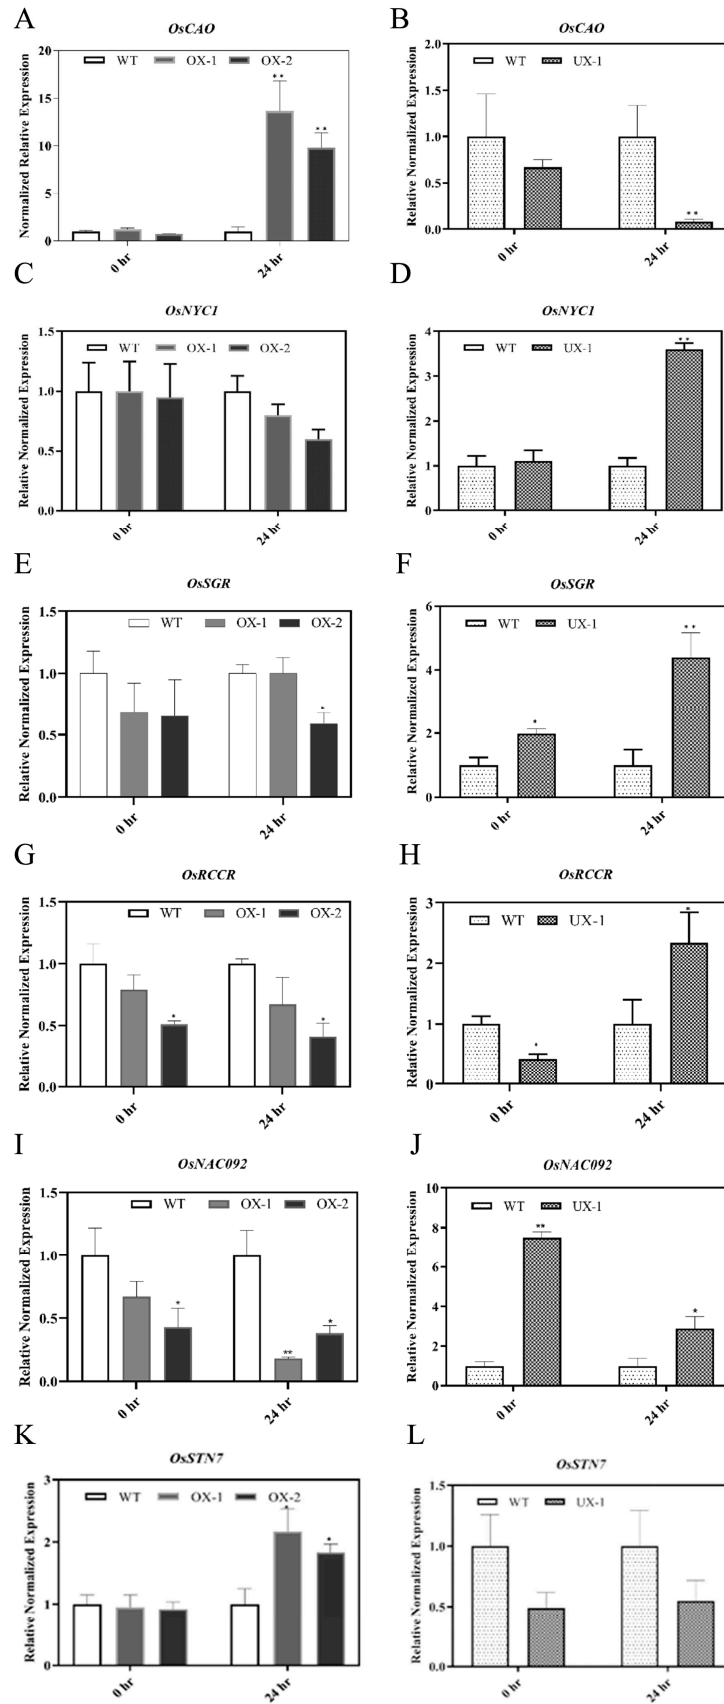 A
OsCAO
Normalized Relative Expression
WT OX-1 OX-2
20
15
10
5
0
** **
0 hr 24 hr
B
OsCAO
Relative Normalized Expression
WT UX-1
2.0
1.5
1.0
0.5
0.0
**
0 hr 24 hr
C
OsNYC1
Relative Normalized Expression
WT OX-1 OX-2
1.5
1.0
0.5
0.0
0 hr 24 hr
D
OsNYC1
Relative Normalized Expression
WT UX-1
4
3
2
1
0
**
0 hr 24 hr
E
OsSGR
Relative Normalized Expression
WT OX-1 OX-2
1.5
1.0
0.5
0.0
*
0 hr 24 hr
F
OsSGR
Relative Normalized Expression
WT UX-1
6
4
2
0
* **
0 hr 24 hr
G
OsRCCR
Relative Normalized Expression
WT OX-1 OX-2
1.5
1.0
0.5
0.0
* *
0 hr 24 hr
H
OsRCCR
Relative Normalized Expression
WT UX-1
3
2
1
0
* *
0 hr 24 hr
I
OsNAC092
Relative Normalized Expression
WT OX-1 OX-2
1.5
1.0
0.5
0.0
* ** *
0 hr 24 hr
J
OsNAC092
Relative Normalized Expression
WT UX-1
10
8
6
4
2
0
** *
0 hr 24 hr
K
OsSTN7
Relative Normalized Expression
WT OX-1 OX-2
3
2
1
0
* *
0 hr 24 hr
L
OsSTN7
Relative Normalized Expression
WT UX-1
1.5
1.0
0.5
0.0
0 hr 24 hr